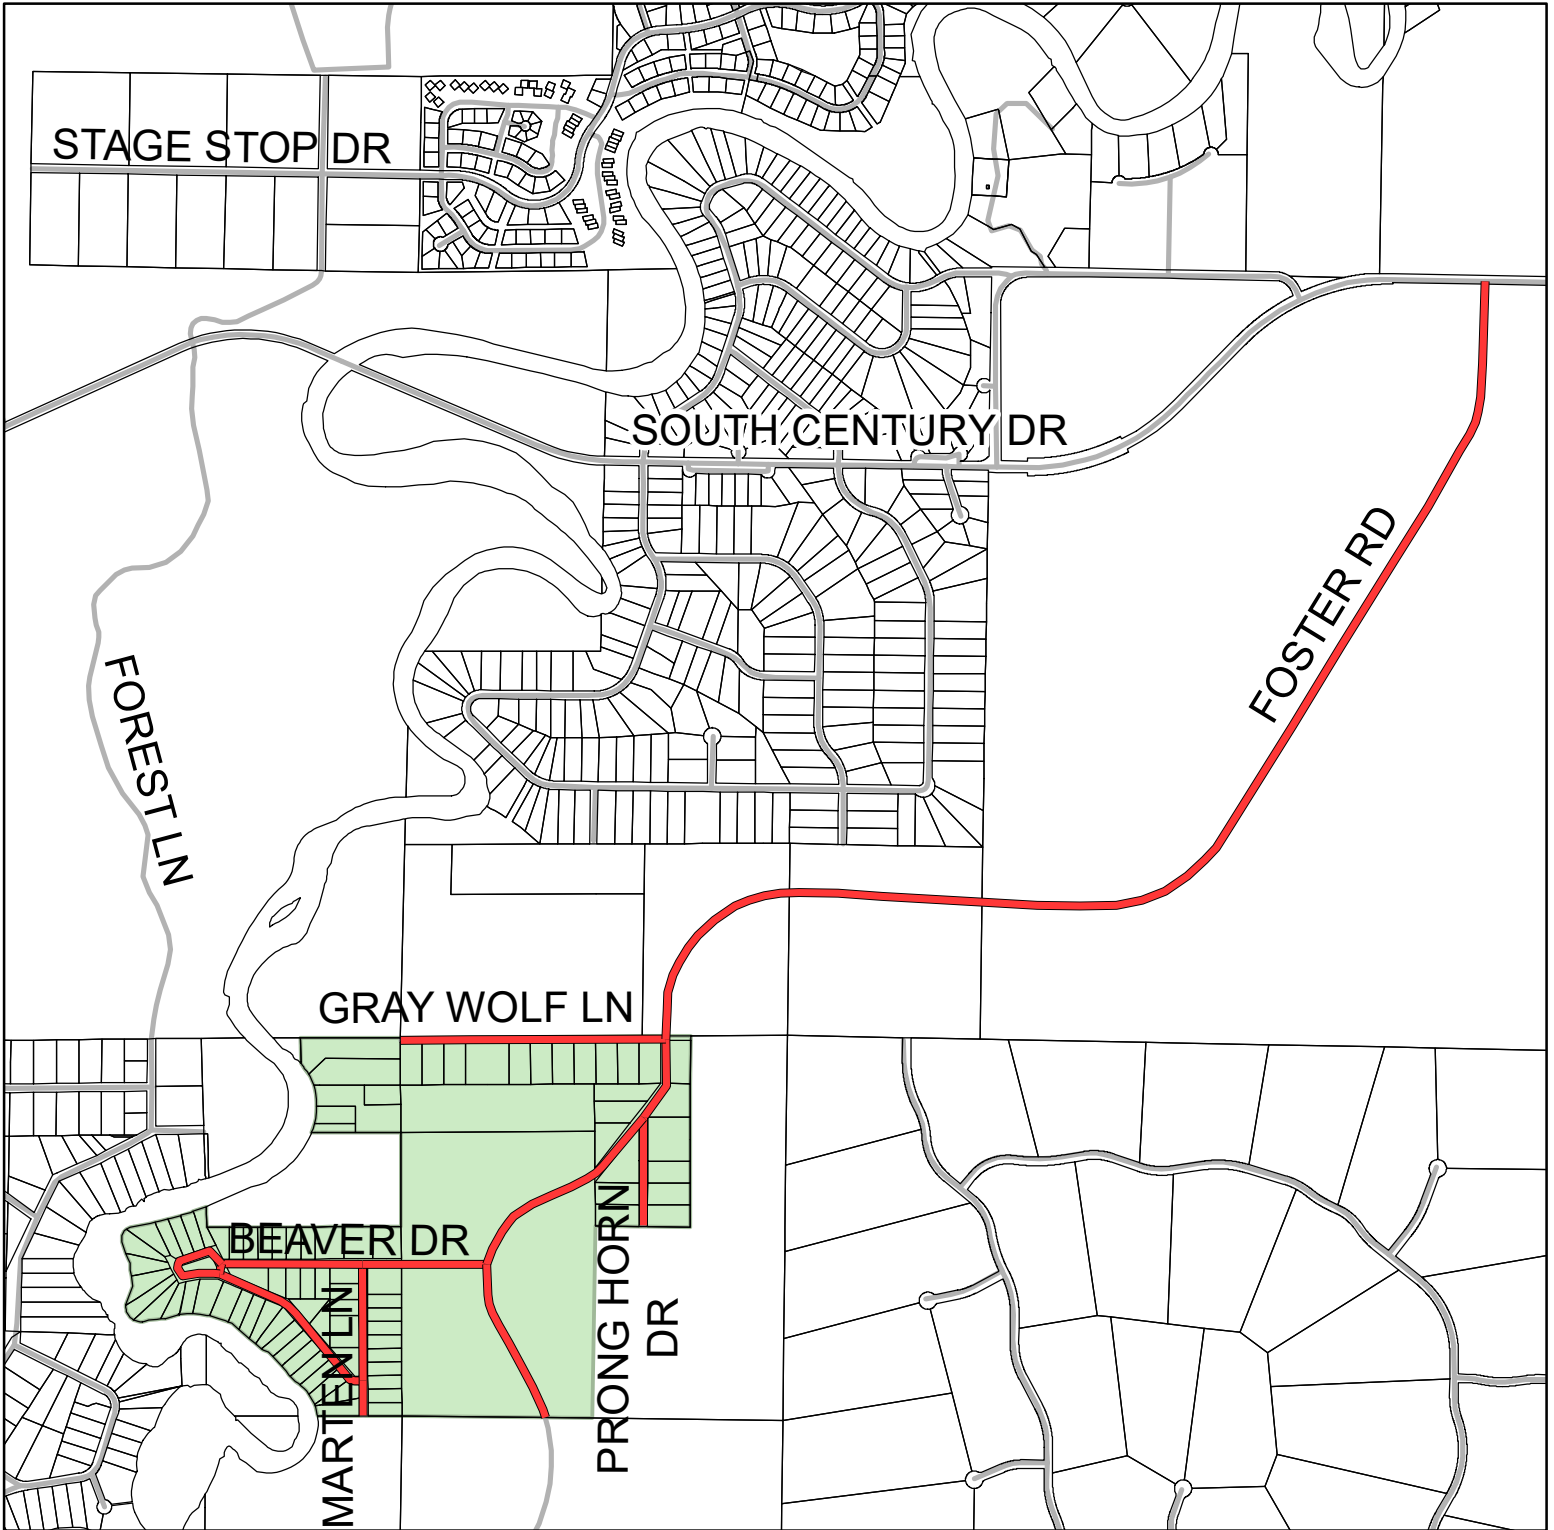 STAGE STOP DR
SOUTH CENTURY DR
FOSTER RD
FOREST LN
GRAY WOLF LN
BEAVER DR
PRONG HORN
DR
MARTEN LN